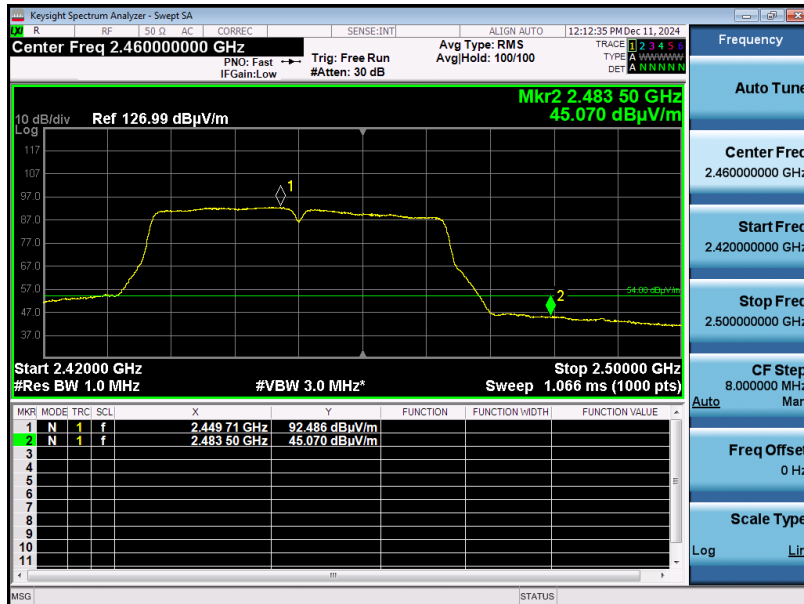 Keysight Spectrum Analyzer - Swept SA
LXI R RF 50 Ω AC CORREC SENSE:INT ALIGN AUTO 12:12:35 PM Dec 11, 2024
Center Freq 2.460000000 GHz
PNO: Fast
IFGain:Low
Trig: Free Run
#Atten: 30 dB
Avg Type: RMS
Avg|Hold: 100/100
TRACE 1 2 3 4 5 6
TYPE A WWWWW
DET A N N N N N
Mkr2 2.483 50 GHz
45.070 dBµV/m
10 dB/div Ref 126.99 dBµV/m
Log
117
107
97.0
87.0
77.0
67.0
57.0
47.0
37.0
1
2
54.00 dBµV/m
Start 2.42000 GHz Stop 2.50000 GHz
#Res BW 1.0 MHz #VBW 3.0 MHz* Sweep 1.066 ms (1000 pts)
MKR MODE TRC SCL X Y FUNCTION FUNCTION WIDTH FUNCTION VALUE
1 N 1 f 2.449 71 GHz 92.486 dBµV/m
2 N 1 f 2.483 50 GHz 45.070 dBµV/m
3
4
5
6
7
8
9
10
11
MSG STATUS
Frequency
Auto Tune
Center Freq
2.460000000 GHz
Start Freq
2.420000000 GHz
Stop Freq
2.500000000 GHz
CF Step
8.000000 MHz
Auto Man
Freq Offset
0 Hz
Scale Type
Log Lin